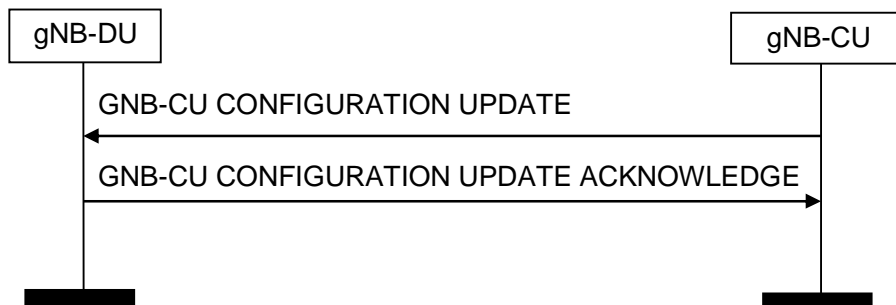 gNB-DU
gNB-CU
GNB-CU CONFIGURATION UPDATE
GNB-CU CONFIGURATION UPDATE ACKNOWLEDGE